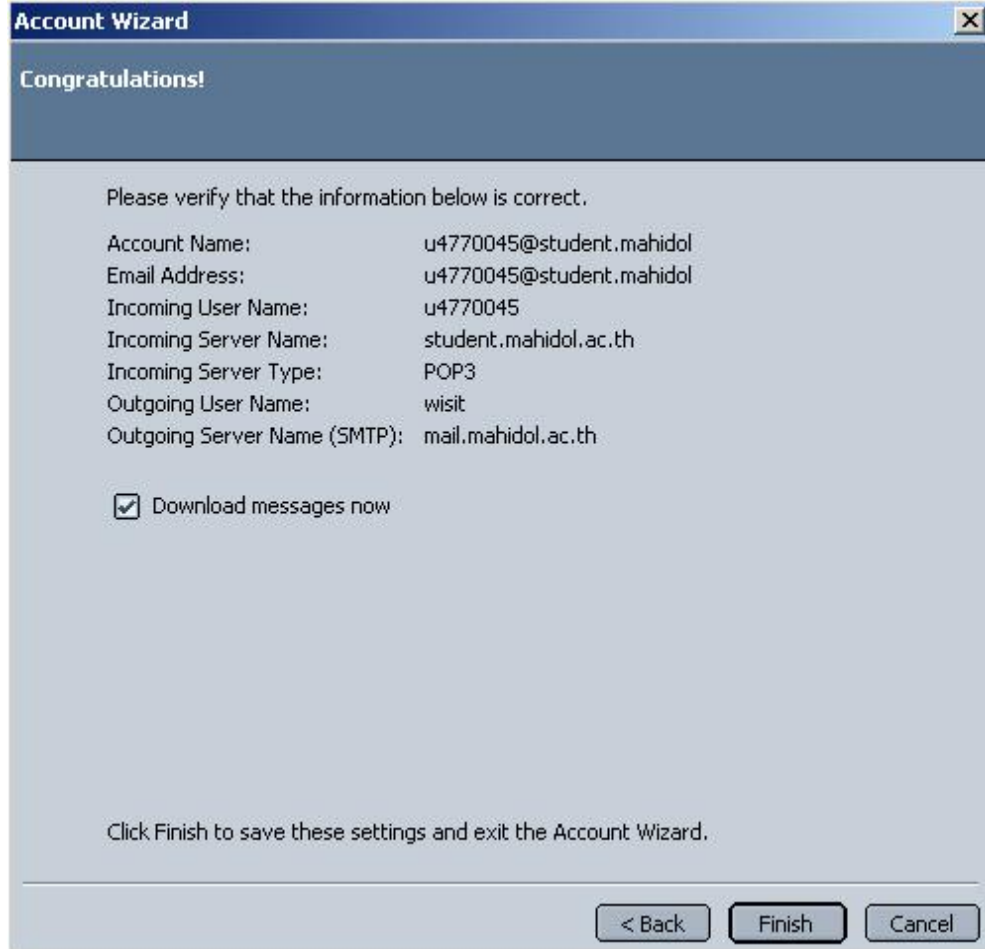 Account Wizard
Congratulations!
Please verify that the information below is correct.
Account Name: u4770045@student.mahidol
Email Address: u4770045@student.mahidol
Incoming User Name: u4770045
Incoming Server Name: student.mahidol.ac.th
Incoming Server Type: POP3
Outgoing User Name: wisit
Outgoing Server Name (SMTP): mail.mahidol.ac.th
Download messages now
Click Finish to save these settings and exit the Account Wizard.
< Back Finish Cancel